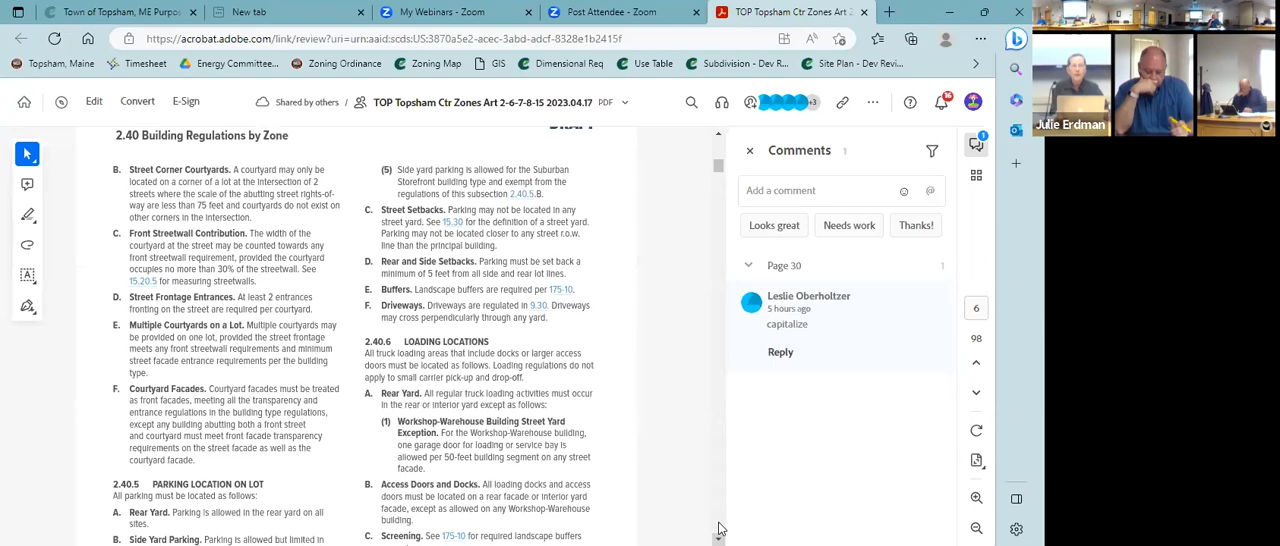 Town of Topsham, ME Purpo
New tab
My Webinars - Zoom
Post Attendee - Zoom
TOP Topsham Ctr Zones Art 2
https://acrobat.adobe.com/link/review?uri=urn:aaid:scds:US:3870a5e2-acec-3abd-adcf-8328e1b2415f
Topsham, Maine
Timesheet
Energy Committee...
Zoning Ordinance
Zoning Map
GIS
Dimensional Req
Use Table
Subdivision - Dev R...
Site Plan - Dev Revi...
Edit
Convert
E-Sign
Shared by others
TOP Topsham Ctr Zones Art 2-6-7-8-15 2023.04.17
PDF
+3
16
2.40 Building Regulations by Zone
DRAFT
B. Street Corner Courtyards. A courtyard may only be
located on a corner of a lot at the intersection of 2
streets where the scale of the abutting street rights-of-
way are less than 75 feet and courtyards do not exist on
other corners in the intersection.
C. Front Streetwall Contribution. The width of the
courtyard at the street may be counted towards any
front streetwall requirement, provided the courtyard
occupies no more than 30% of the streetwall. See
15.20.5 for measuring streetwalls.
D. Street Frontage Entrances. At least 2 entrances
fronting on the street are required per courtyard.
E. Multiple Courtyards on a Lot. Multiple courtyards may
be provided on one lot, provided the street frontage
meets any front streetwall requirements and minimum
street facade entrance requirements per the building
type.
F. Courtyard Facades. Courtyard facades must be treated
as front facades, meeting all the transparency and
entrance regulations in the building type regulations,
except any building abutting both a front street
and courtyard must meet front facade transparency
requirements on the street facade as well as the
courtyard facade.
2.40.5 PARKING LOCATION ON LOT
All parking must be located as follows:
A. Rear Yard. Parking is allowed in the rear yard on all
sites.
B. Side Yard Parking. Parking is allowed but limited in
(5) Side yard parking is allowed for the Suburban
Storefront building type and exempt from the
regulations of this subsection 2.40.5.B.
C. Street Setbacks. Parking may not be located in any
street yard. See 15.30 for the definition of a street yard.
Parking may not be located closer to any street r.o.w.
line than the principal building.
D. Rear and Side Setbacks. Parking must be set back a
minimum of 5 feet from all side and rear lot lines.
E. Buffers. Landscape buffers are required per 175-10.
F. Driveways. Driveways are regulated in 9.30. Driveways
may cross perpendicularly through any yard.
2.40.6 LOADING LOCATIONS
All truck loading areas that include docks or larger access
doors must be located as follows. Loading regulations do not
apply to small carrier pick-up and drop-off.
A. Rear Yard. All regular truck loading activities must occur
in the rear or interior yard except as follows:
(1) Workshop-Warehouse Building Street Yard
Exception. For the Workshop-Warehouse building,
one garage door for loading or service bay is
allowed per 50-feet building segment on any street
facade.
B. Access Doors and Docks. All loading docks and access
doors must be located on a rear facade or interior yard
facade, except as allowed on any Workshop-Warehouse
building.
C. Screening. See 175-10 for required landscape buffers
Comments 1
Add a comment
Looks great
Needs work
Thanks!
Page 30
1
Leslie Oberholtzer
5 hours ago
capitalize
Reply
1
6
98
Julie Erdman